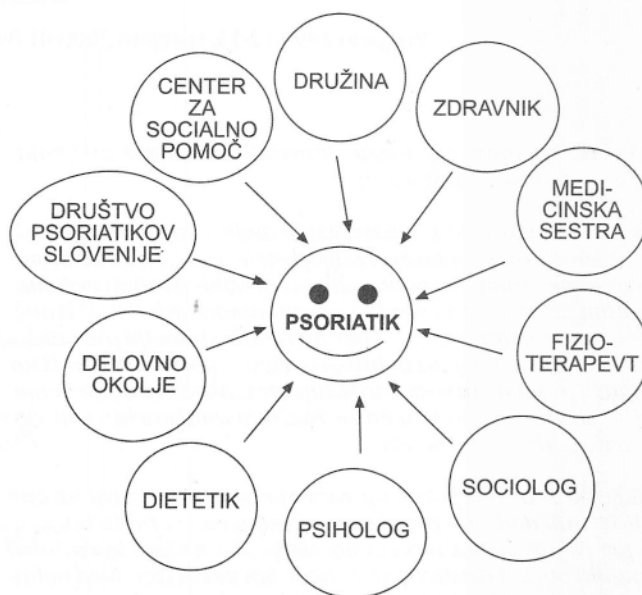 DRUŽINA
ZDRAVNIK
MEDI-
CINSKA
SESTRA
FIZIO-
TERAPEVT
SOCIOLOG
PSIHOLOG
DIETETIK
DELOVNO
OKOLJE
DRUŠTVO
PSORIATIKOV
SLOVENIJE
CENTER
ZA
SOCIALNO
POMOČ
PSORIATIK